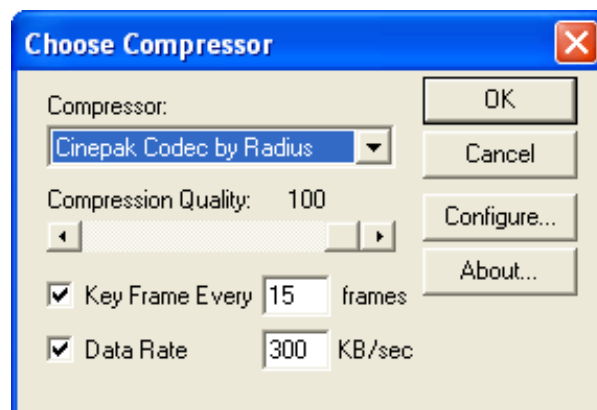 Choose Compressor
Compressor:
Cinepak Codec by Radius
Compression Quality: 100
Key Frame Every 15 frames
Data Rate 300 KB/sec
OK
Cancel
Configure...
About...